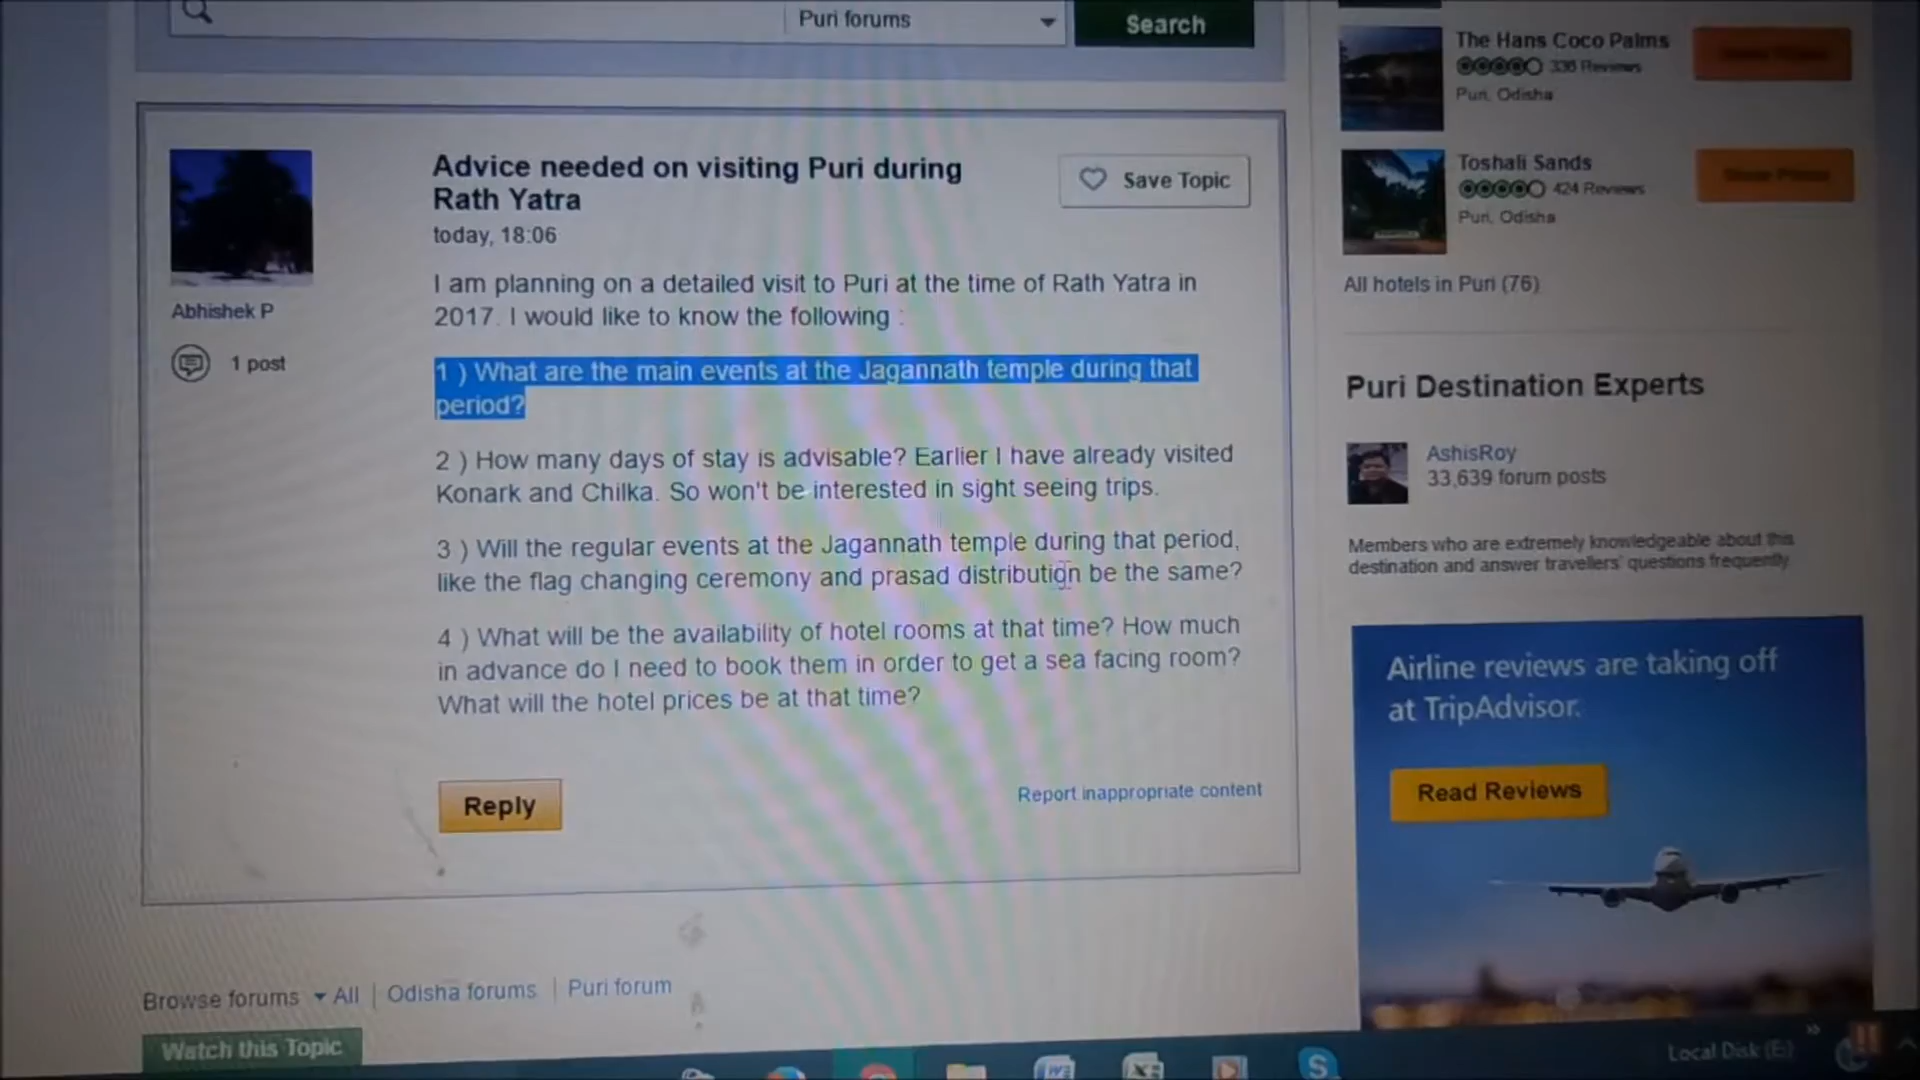 Puri forums
Search
Advice needed on visiting Puri during
Rath Yatra
Save Topic
today, 18:06
Abhishek P
1 post
I am planning on a detailed visit to Puri at the time of Rath Yatra in
2017. I would like to know the following :
1 ) What are the main events at the Jagannath temple during that
period?
2 ) How many days of stay is advisable? Earlier I have already visited
Konark and Chilka. So won't be interested in sight seeing trips.
3 ) Will the regular events at the Jagannath temple during that period,
like the flag changing ceremony and prasad distribution be the same?
4 ) What will be the availability of hotel rooms at that time? How much
in advance do I need to book them in order to get a sea facing room?
What will the hotel prices be at that time?
Reply
Report inappropriate content
Browse forums All | Odisha forums | Puri forum
Watch this Topic
The Hans Coco Palms
336 Reviews
Puri, Odisha
Toshali Sands
424 Reviews
Puri, Odisha
All hotels in Puri (76)
Puri Destination Experts
AshisRoy
33,639 forum posts
Members who are extremely knowledgeable about this
destination and answer travellers' questions frequently
Airline reviews are taking off
at TripAdvisor.
Read Reviews
Local Disk (E:)